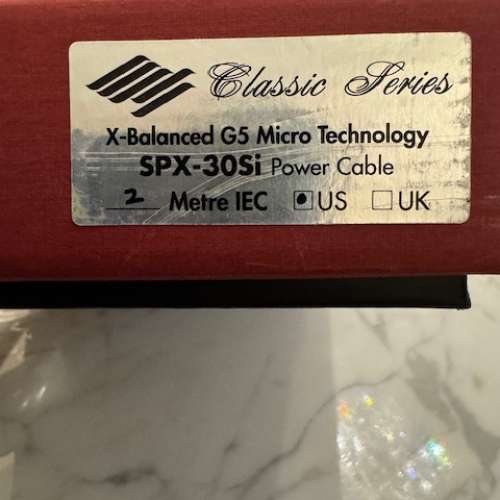 Classic Series
X-Balanced G5 Micro Technology
SPX-30Si Power Cable
2 Metre IEC US UK